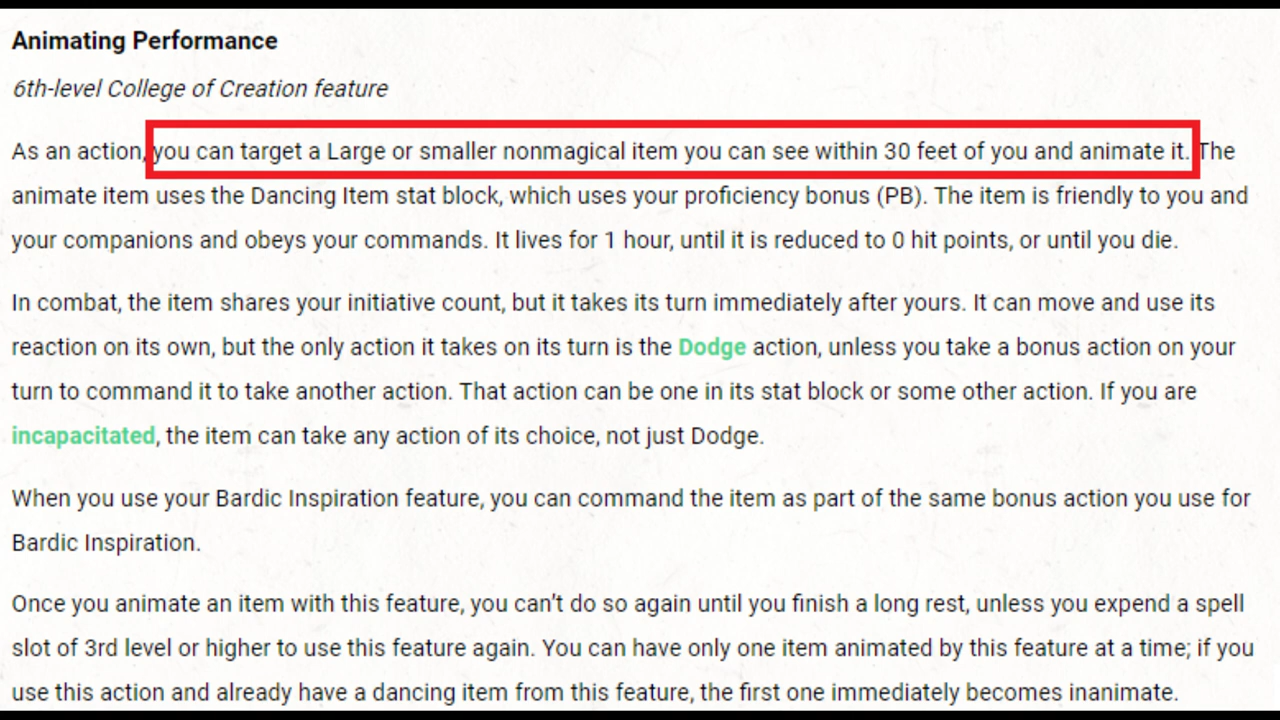 Animating Performance
6th-level College of Creation feature
As an action, you can target a Large or smaller nonmagical item you can see within 30 feet of you and animate it. The
animate item uses the Dancing Item stat block, which uses your proficiency bonus (PB). The item is friendly to you and
your companions and obeys your commands. It lives for 1 hour, until it is reduced to 0 hit points, or until you die.
In combat, the item shares your initiative count, but it takes its turn immediately after yours. It can move and use its
reaction on its own, but the only action it takes on its turn is the Dodge action, unless you take a bonus action on your
turn to command it to take another action. That action can be one in its stat block or some other action. If you are
incapacitated, the item can take any action of its choice, not just Dodge.
When you use your Bardic Inspiration feature, you can command the item as part of the same bonus action you use for
Bardic Inspiration.
Once you animate an item with this feature, you can’t do so again until you finish a long rest, unless you expend a spell
slot of 3rd level or higher to use this feature again. You can have only one item animated by this feature at a time; if you
use this action and already have a dancing item from this feature, the first one immediately becomes inanimate.